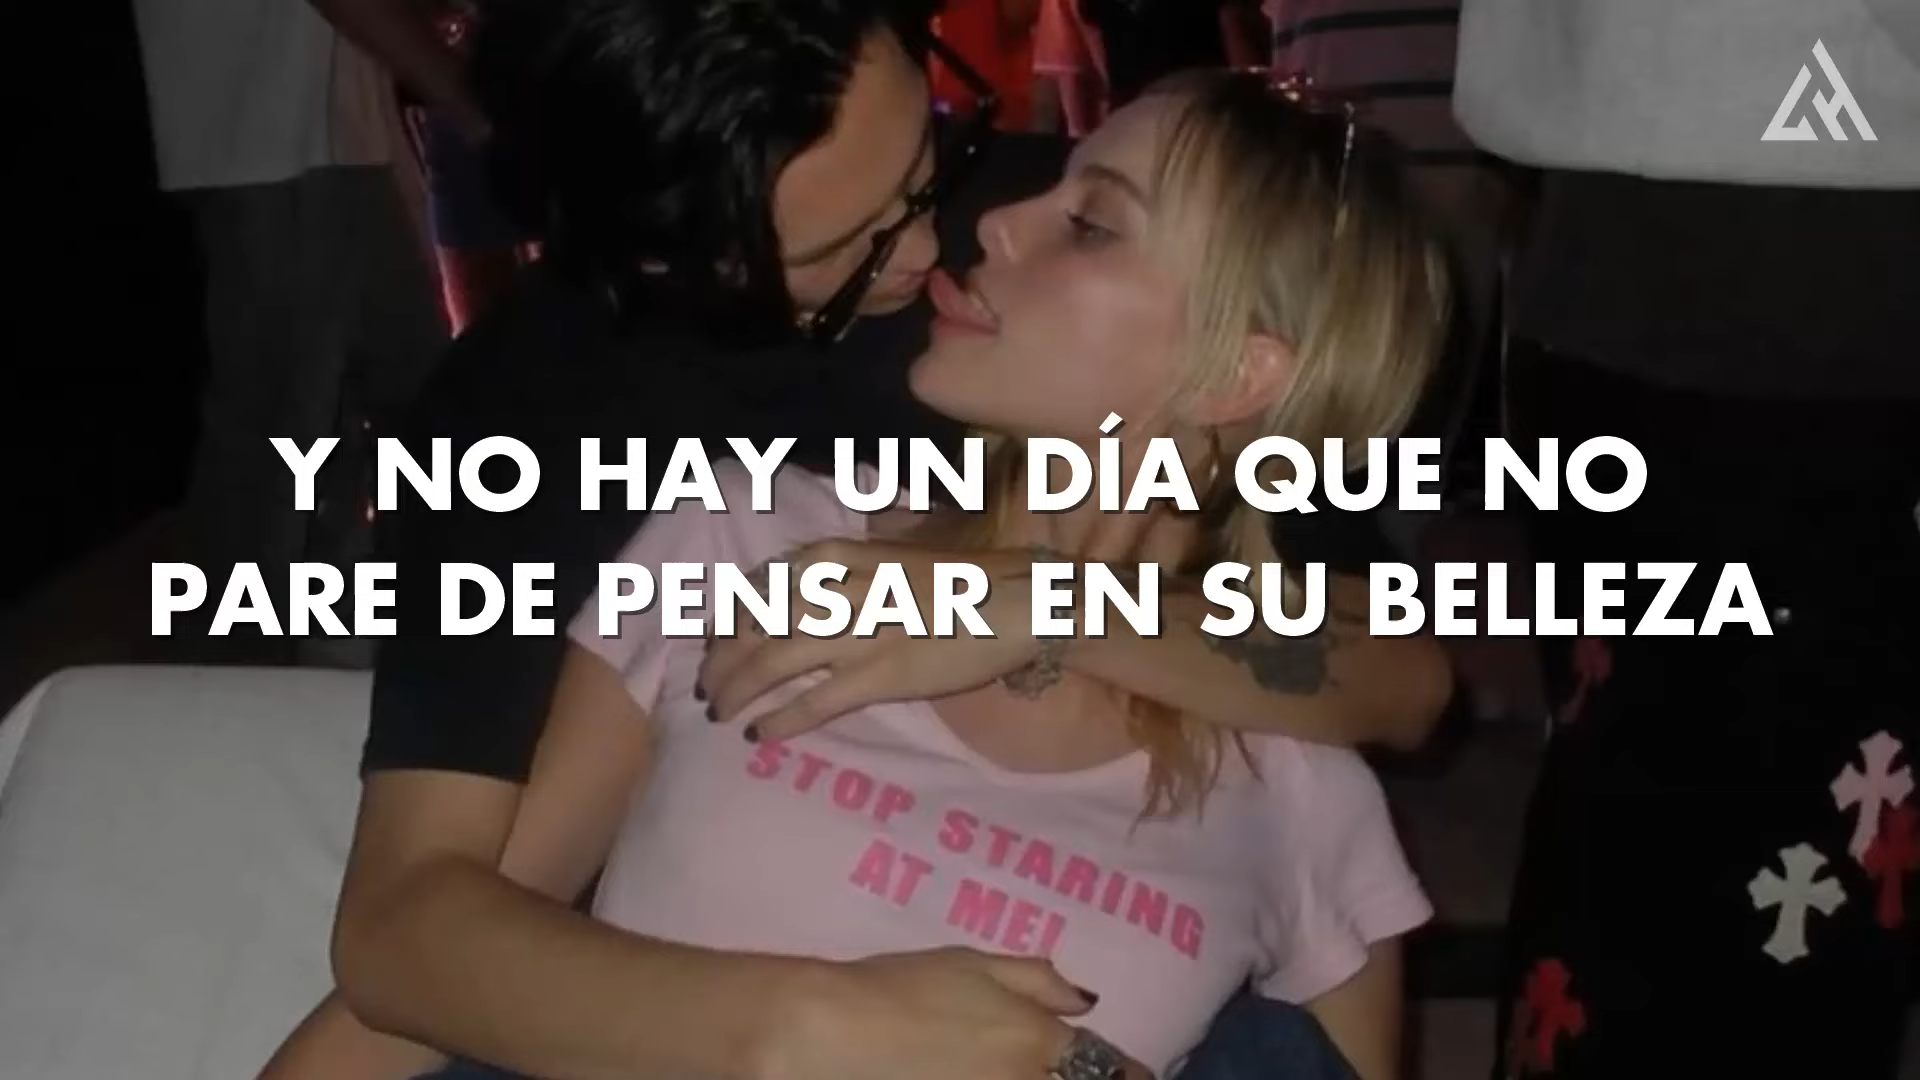 Y NO HAY UN DÍA QUE NO
PARE DE PENSAR EN SU BELLEZA
STOP STARING
AT ME!